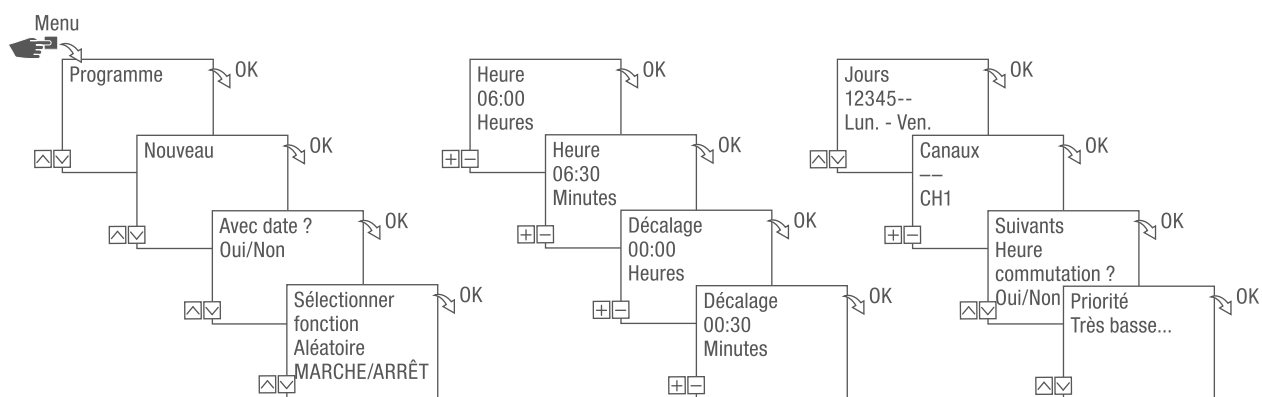 Menu
Programme
OK
Nouveau
OK
Avec date ?
Oui/Non
OK
Sélectionner
fonction
Aléatoire
MARCHE/ARRÊT
OK
Heure
06:00
Heures
OK
Heure
06:30
Minutes
OK
Décalage
00:00
Heures
OK
Décalage
00:30
Minutes
OK
Jours
12345--
Lun. - Ven.
OK
Canaux
––
CH1
OK
Suivants
Heure
commutation ?
Oui/Non
OK
Priorité
Très basse...
OK